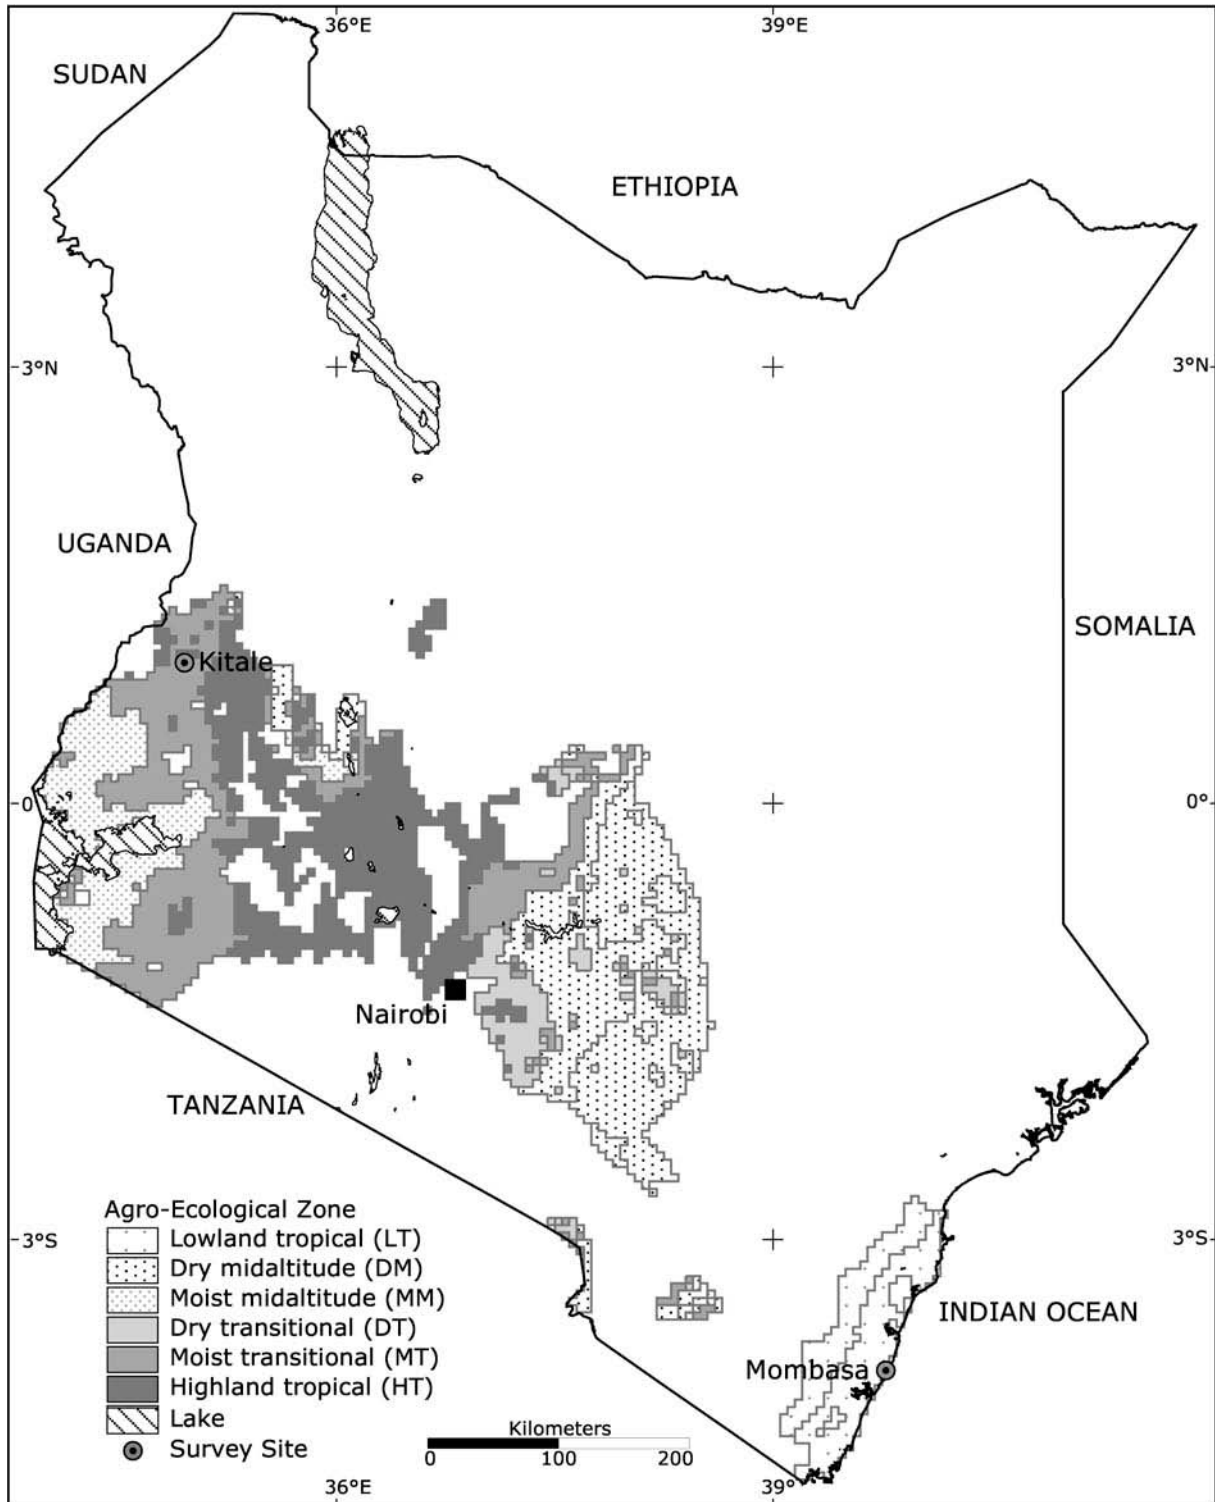 36°E
39°E
SUDAN
ETHIOPIA
3°N
3°N
UGANDA
SOMALIA
Kitale
0
0°
Nairobi
TANZANIA
Agro-Ecological Zone
Lowland tropical (LT)
Dry midaltitude (DM)
Moist midaltitude (MM)
Dry transitional (DT)
Moist transitional (MT)
Highland tropical (HT)
Lake
Survey Site
3°S
3°S
INDIAN OCEAN
Mombasa
Kilometers
0 100 200
36°E
39°